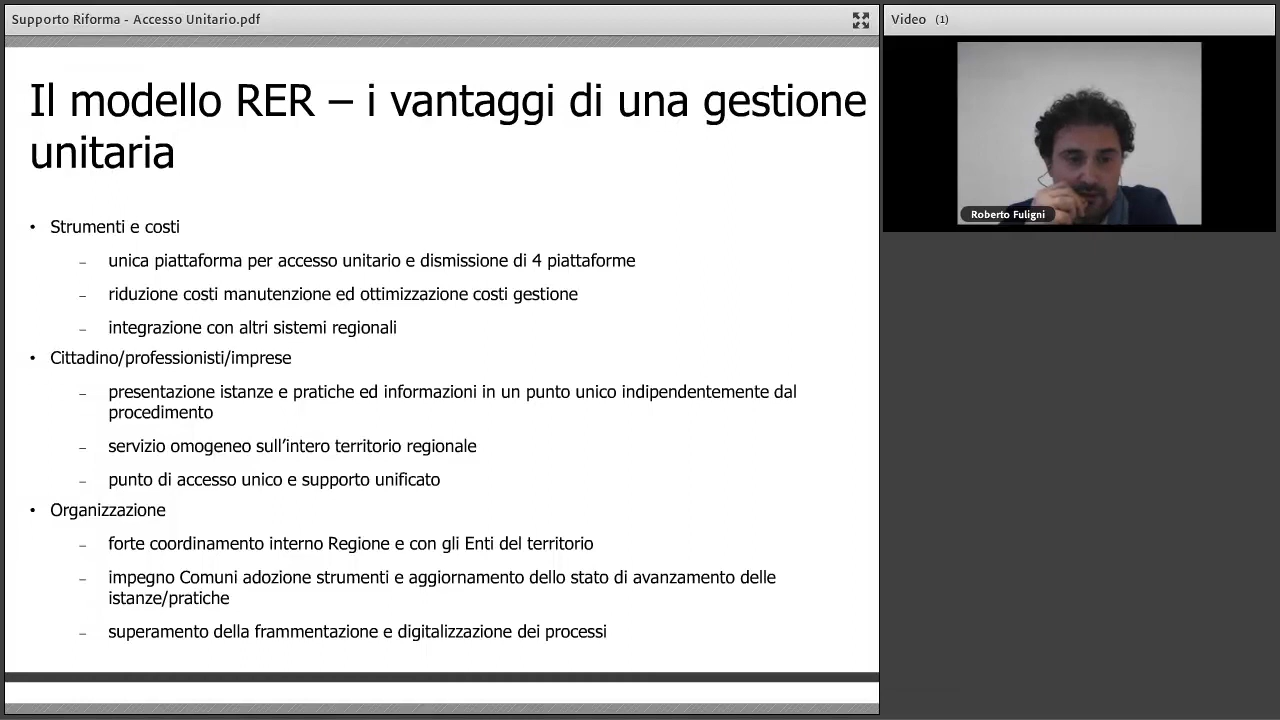 Supporto Riforma - Accesso Unitario.pdf
Video (1)
Il modello RER – i vantaggi di una gestione
unitaria
• Strumenti e costi
– unica piattaforma per accesso unitario e dismissione di 4 piattaforme
– riduzione costi manutenzione ed ottimizzazione costi gestione
– integrazione con altri sistemi regionali
• Cittadino/professionisti/imprese
– presentazione istanze e pratiche ed informazioni in un punto unico indipendentemente dal
procedimento
– servizio omogeneo sull’intero territorio regionale
– punto di accesso unico e supporto unificato
• Organizzazione
– forte coordinamento interno Regione e con gli Enti del territorio
– impegno Comuni adozione strumenti e aggiornamento dello stato di avanzamento delle
istanze/pratiche
– superamento della frammentazione e digitalizzazione dei processi
Roberto Fuligni